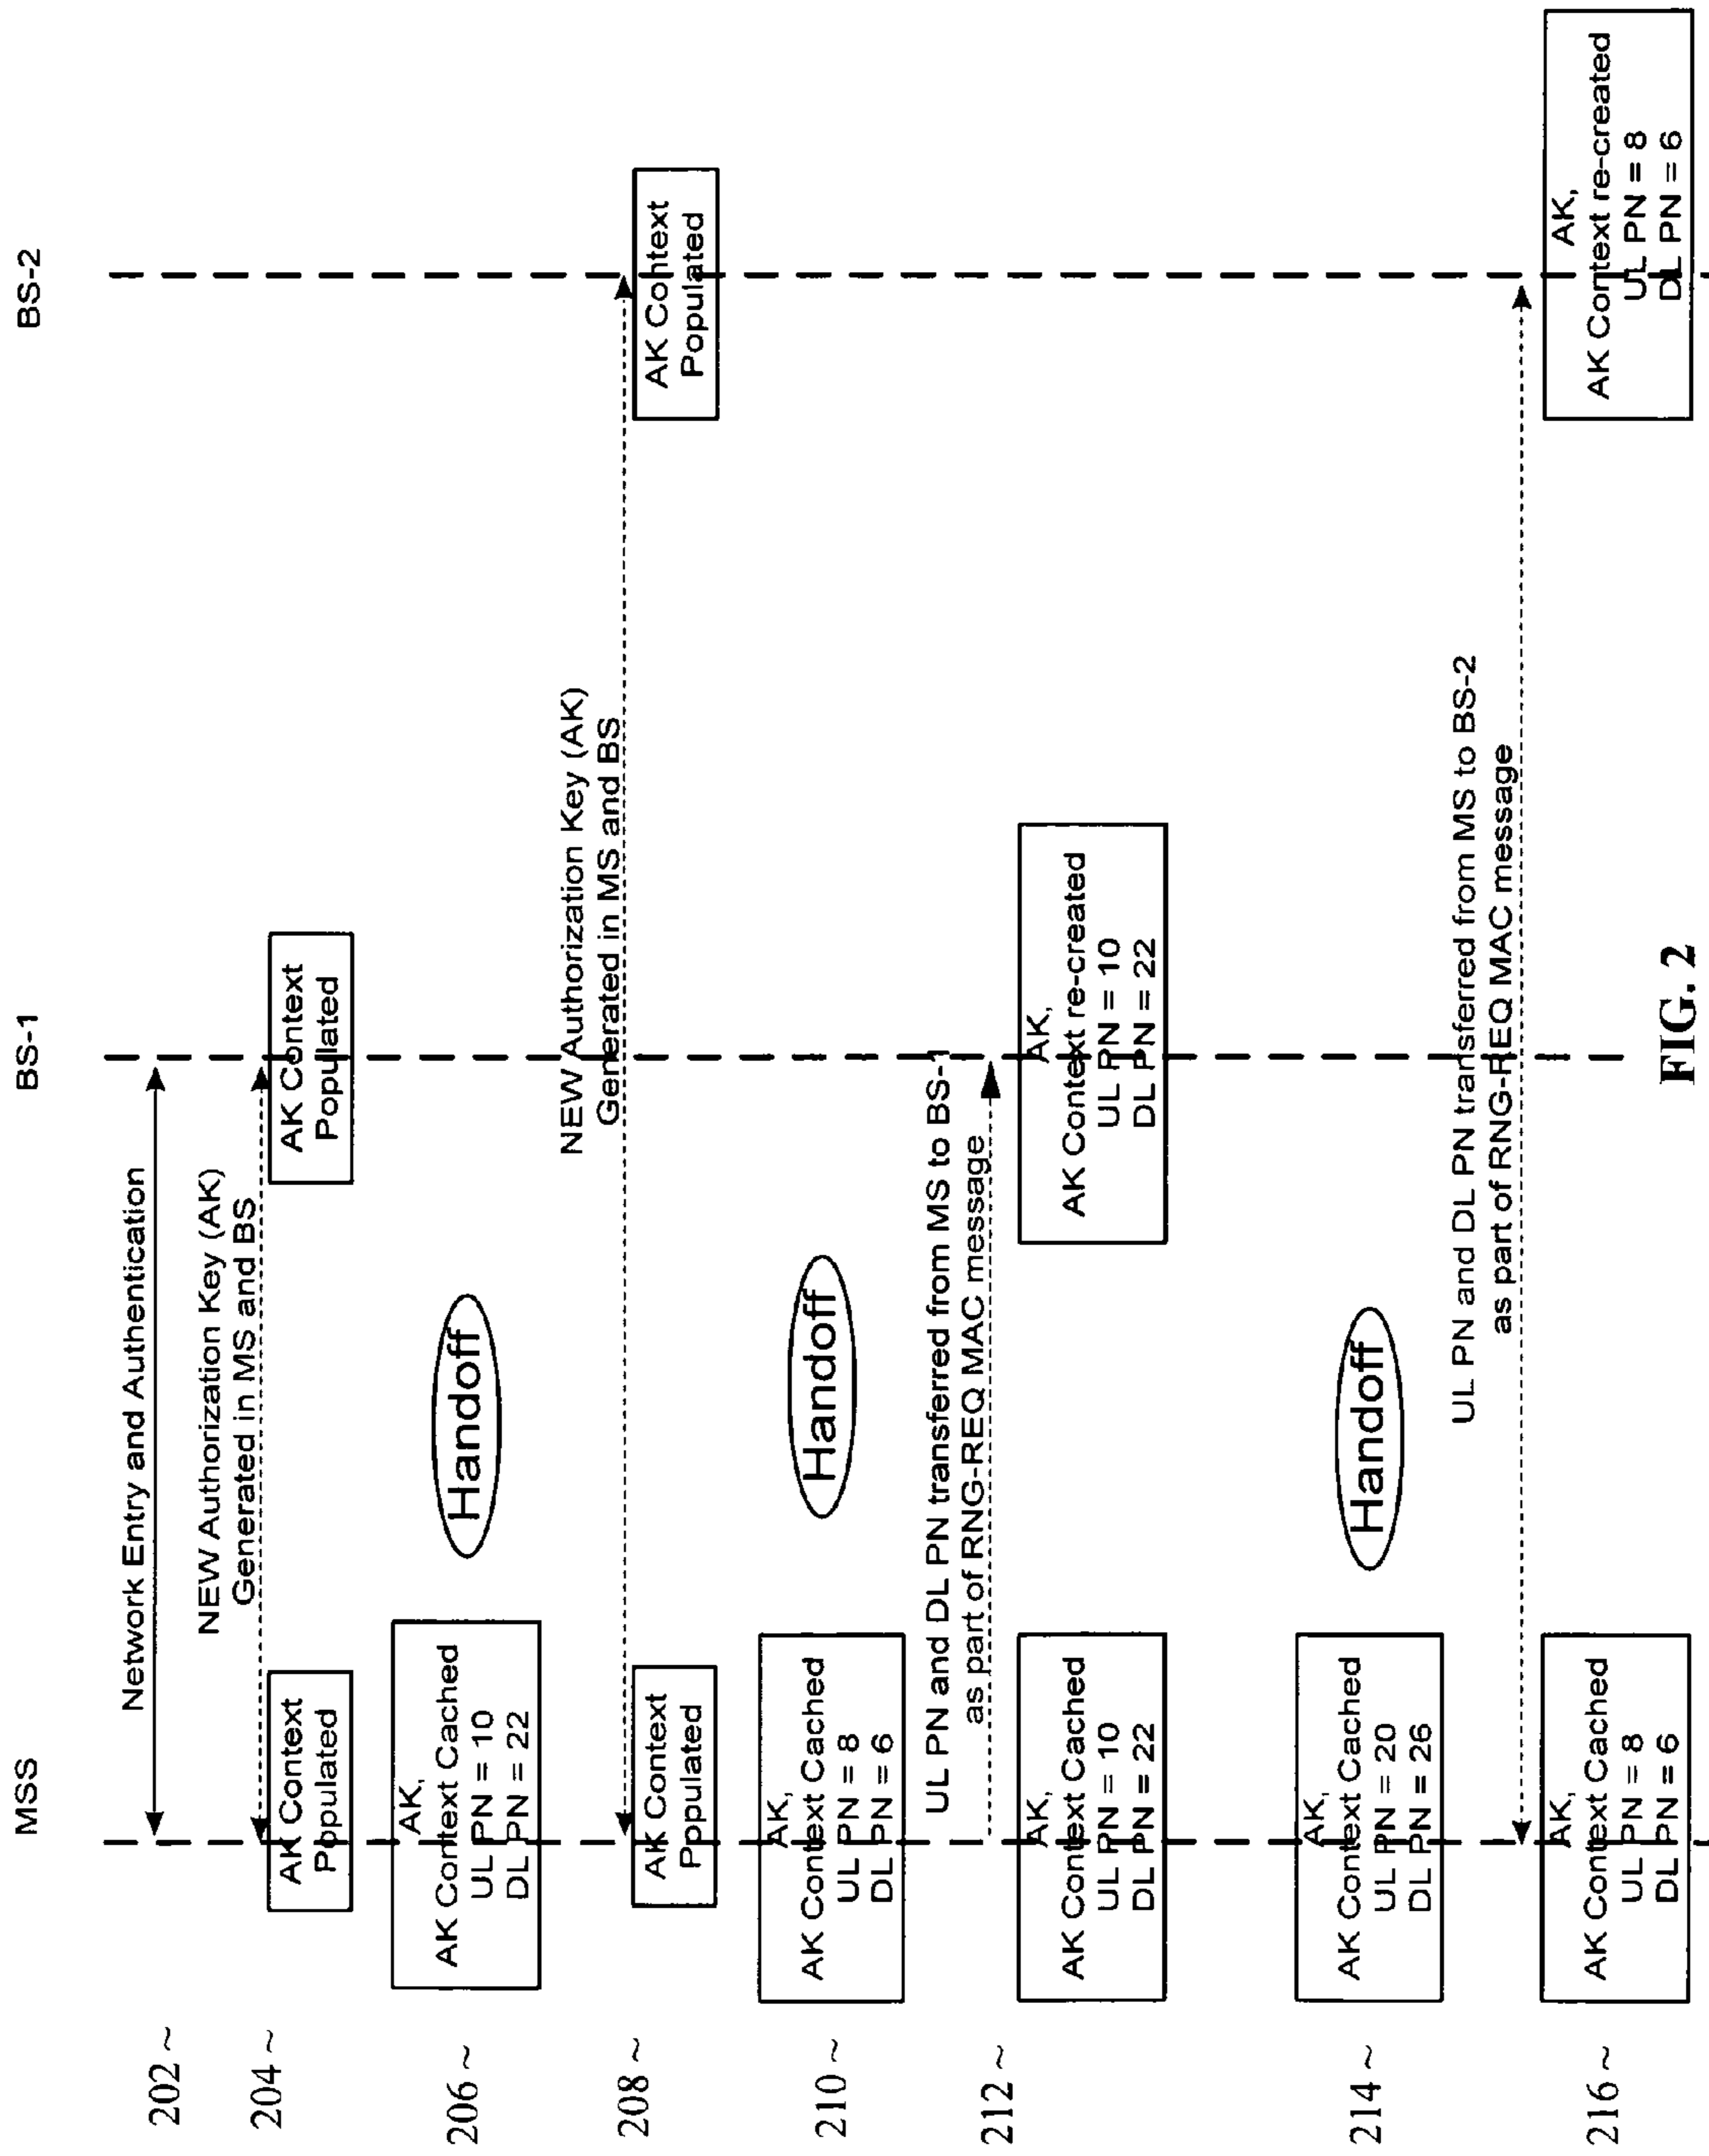 MSS
BS-1
BS-2
202 ~
Network Entry and Authentication
204 ~
NEW Authorization Key (AK)
Generated in MS and BS
AK Context
Populated
AK Context
Populated
206 ~
AK,
AK Context Cached
UL PN = 10
DL PN = 22
Handoff
208 ~
NEW Authorization Key (AK)
Generated in MS and BS
AK Context
Populated
AK Context
Populated
210 ~
AK,
AK Context Cached
UL PN = 8
DL PN = 6
Handoff
212 ~
UL PN and DL PN transferred from MS to BS-1
as part of RNG-REQ MAC message
AK,
AK Context Cached
UL PN = 10
DL PN = 22
AK,
AK Context re-created
UL PN = 10
DL PN = 22
214 ~
AK,
AK Context Cached
UL PN = 20
DL PN = 26
Handoff
216 ~
UL PN and DL PN transferred from MS to BS-2
as part of RNG-REQ MAC message
AK,
AK Context Cached
UL PN = 8
DL PN = 6
AK,
AK Context re-created
UL PN = 8
DL PN = 6
FIG. 2